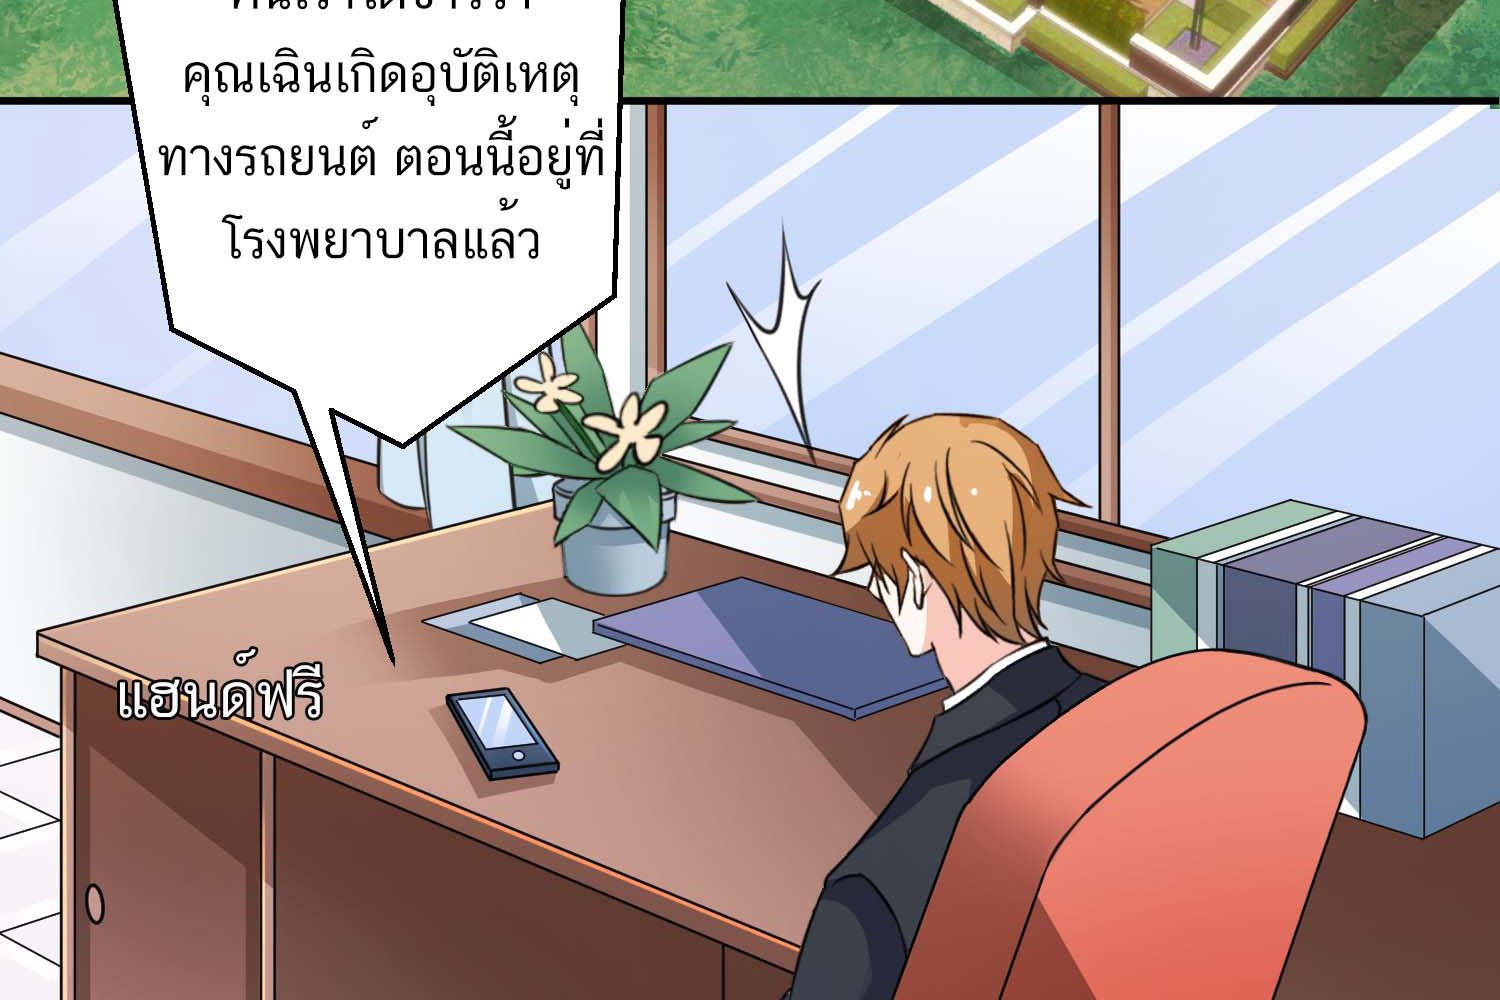 คุณเฉินเกิดอุบัติเหตุ
ทางรถยนต์ ตอนนี้อยู่ที่
โรงพยาบาลแล้ว
แฮนด์ฟรี